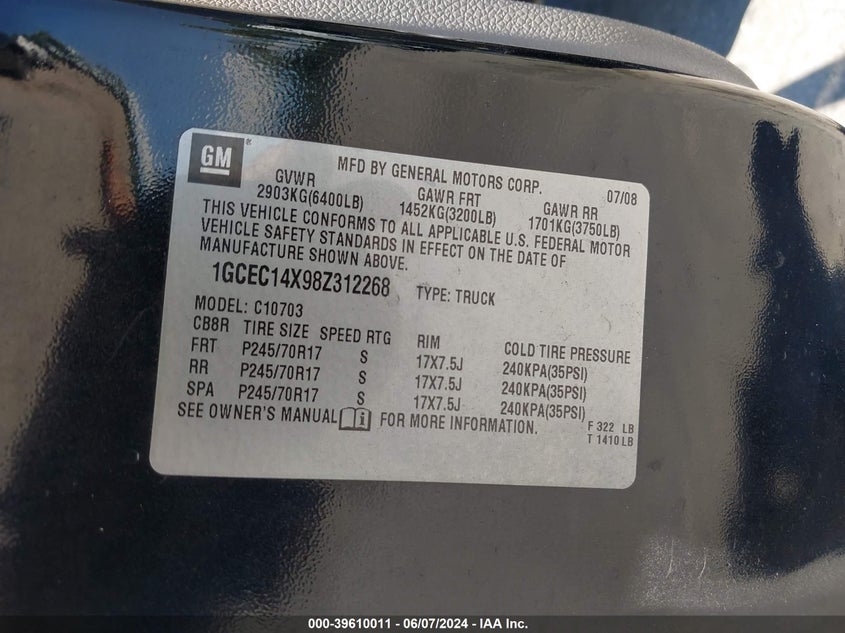 GM ®
MFD BY GENERAL MOTORS CORP. 07/08
GVWR GAWR FRT GAWR RR
2903KG(6400LB) 1452KG(3200LB) 1701KG(3750LB)
THIS VEHICLE CONFORMS TO ALL APPLICABLE U.S. FEDERAL MOTOR
VEHICLE SAFETY STANDARDS IN EFFECT ON THE DATE OF
MANUFACTURE SHOWN ABOVE.
1GCEC14X98Z312268 TYPE: TRUCK
MODEL: C10703
CB8R TIRE SIZE SPEED RTG RIM COLD TIRE PRESSURE
FRT P245/70R17 S 17X7.5J 240KPA(35PSI)
RR P245/70R17 S 17X7.5J 240KPA(35PSI)
SPA P245/70R17 S 17X7.5J 240KPA(35PSI)
SEE OWNER'S MANUAL i FOR MORE INFORMATION.
F 322 LB
T 1410 LB
000-39610011 - 06/07/2024 - IAA Inc.